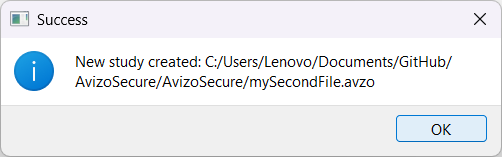 Success
New study created: C:/Users/Lenovo/Documents/GitHub/
AvizoSecure/AvizoSecure/mySecondFile.avzo
OK